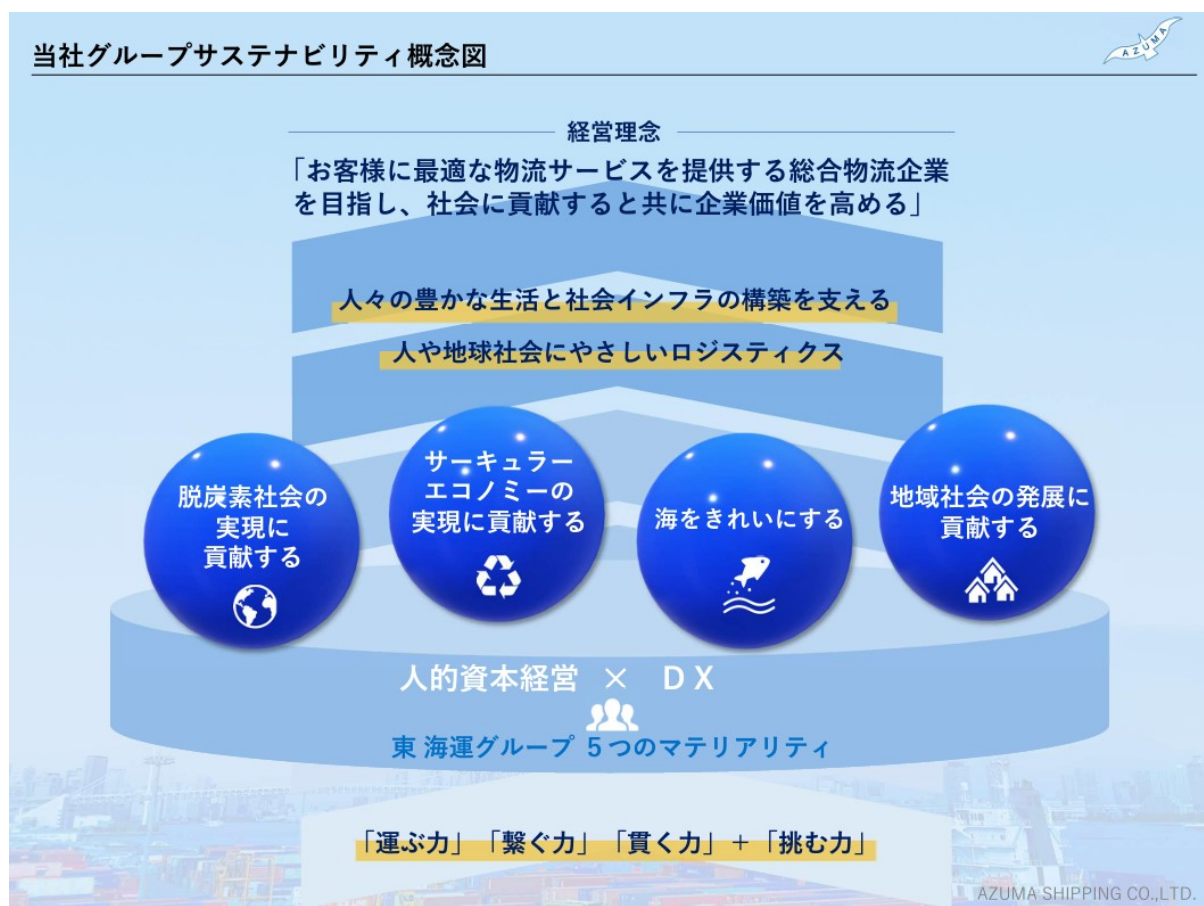 当社グループサステナビリティ概念図
AZUMA
経営理念
「お客様に最適な物流サービスを提供する総合物流企業
を目指し、社会に貢献すると共に企業価値を高める」
人々の豊かな生活と社会インフラの構築を支える
人や地球社会にやさしいロジスティクス
脱炭素社会の
実現に
貢献する
サーキュラー
エコノミーの
実現に貢献する
海をきれいにする
地域社会の発展に
貢献する
人的資本経営 × DX
東 海運グループ 5つのマテリアリティ
「運ぶ力」「繋ぐ力」「貫く力」+「挑む力」
AZUMA SHIPPING CO.,LTD.